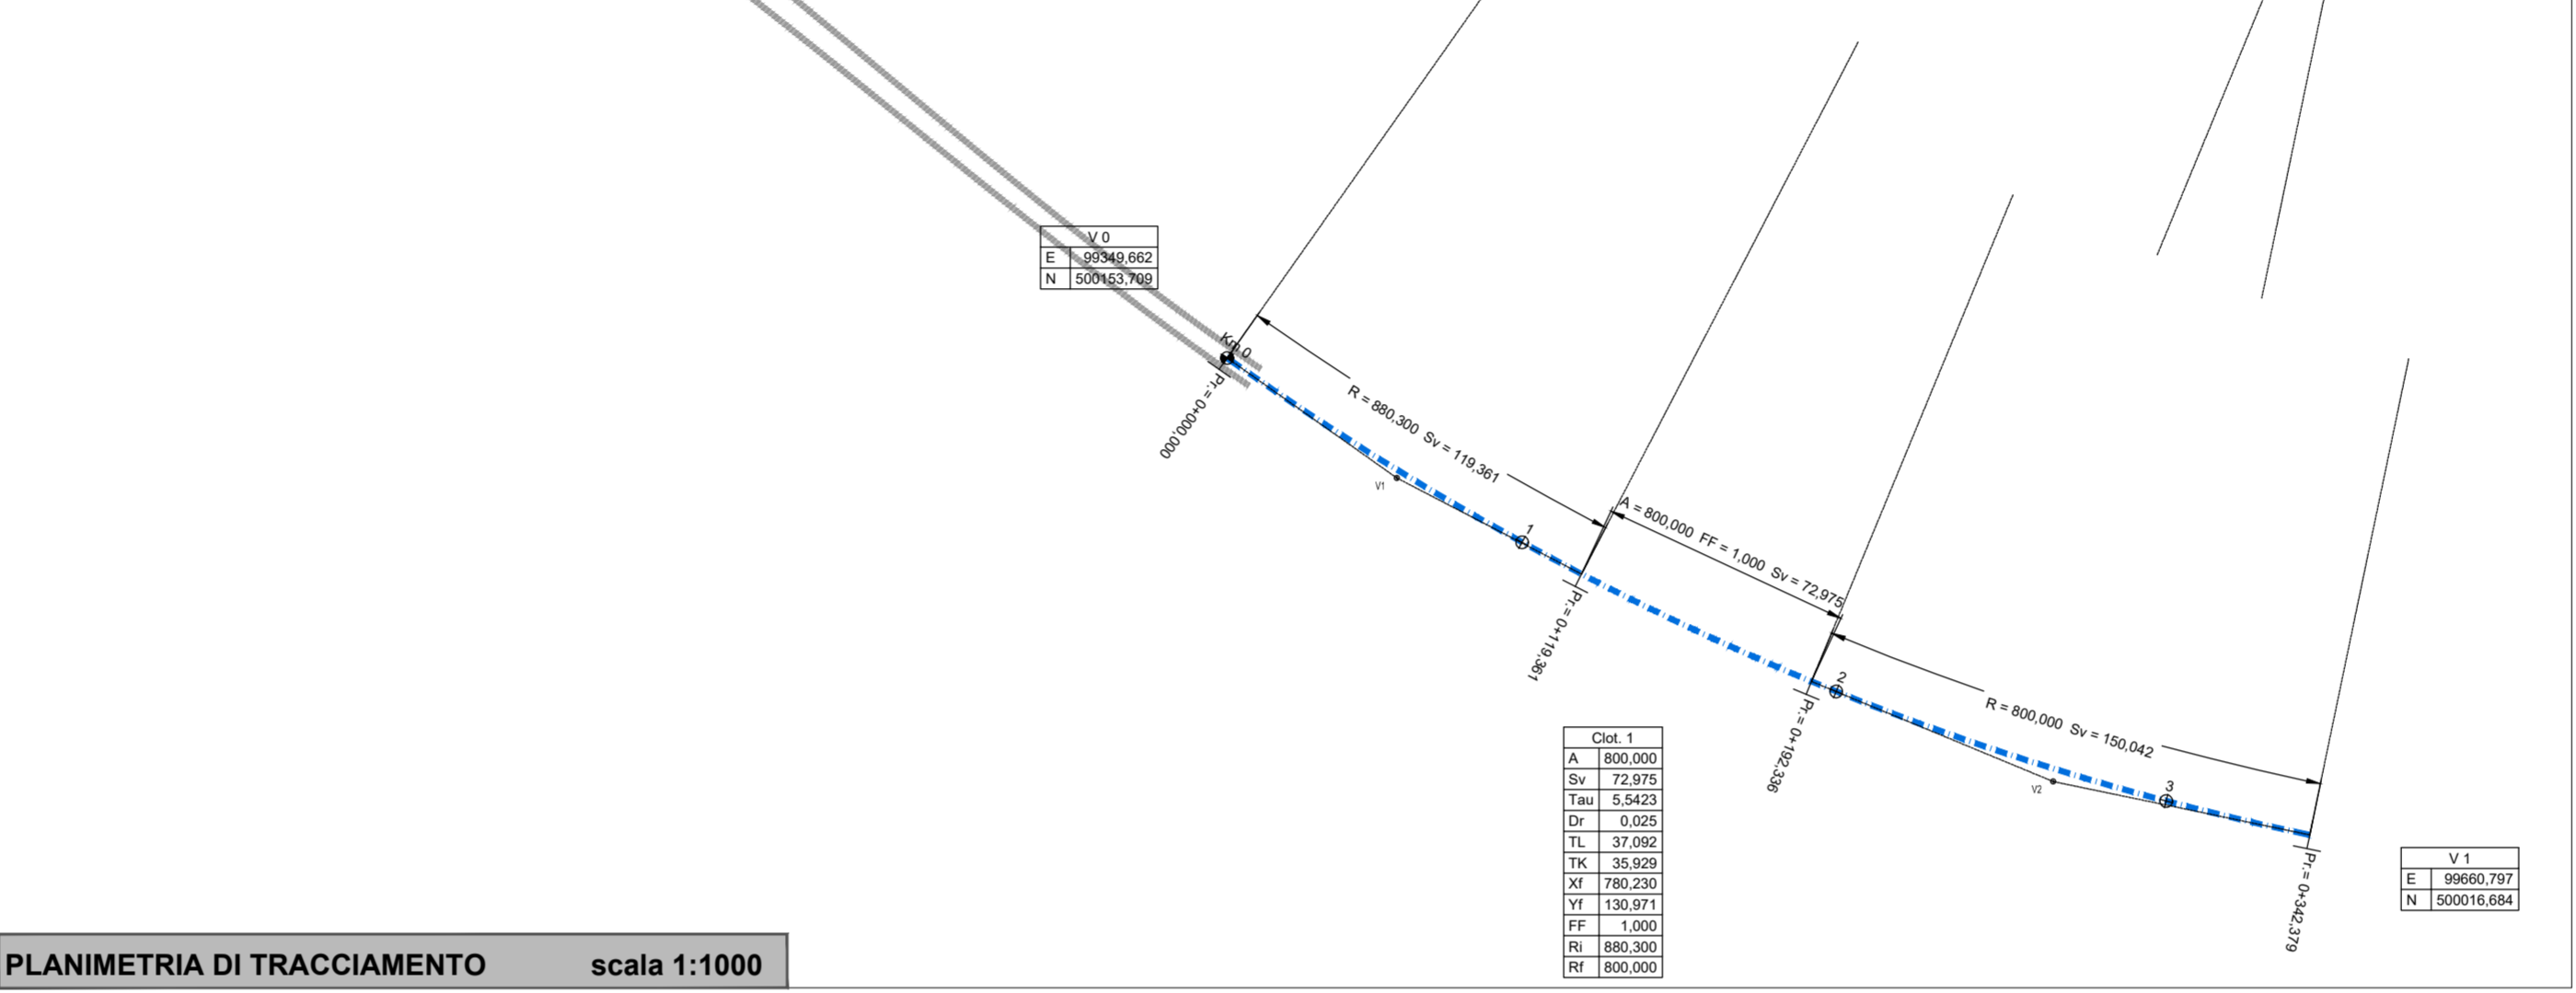 V 0
E 99349,662
N 500153,709
Km 0
Pr. = 0+000,000
R = 880,300 Sv = 119,361
V1
1
Pr. = 0+119,361
A = 800,000 FF = 1,000 Sv = 72,975
2
Pr. = 0+192,336
R = 800,000 Sv = 150,042
V2
3
Pr. = 0+342,379
Clot. 1
A 800,000
Sv 72,975
Tau 5,5423
Dr 0,025
TL 37,092
TK 35,929
Xf 780,230
Yf 130,971
FF 1,000
Ri 880,300
Rf 800,000
V 1
E 99660,797
N 500016,684
PLANIMETRIA DI TRACCIAMENTO scala 1:1000